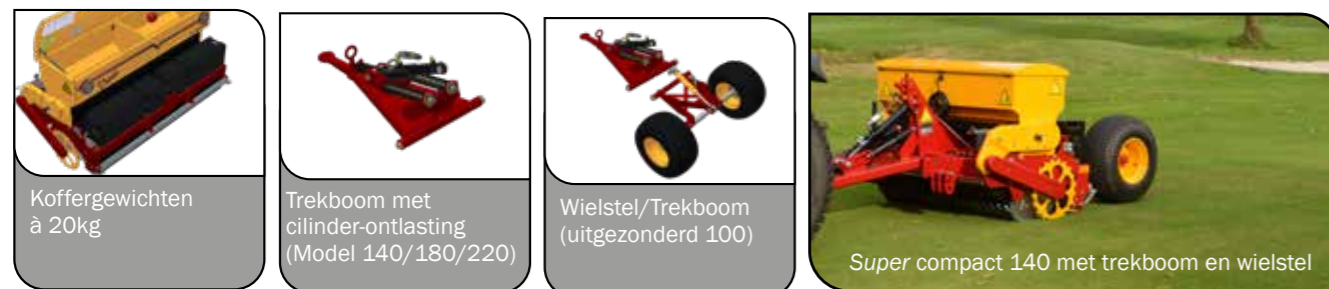 Koffergewichten
à 20kg
Trekboom met
cilinder-ontlasting
(Model 140/180/220)
Wielstel/Trekboom
(uitgezonderd 100)
Super compact 140 met trekboom en wielstel